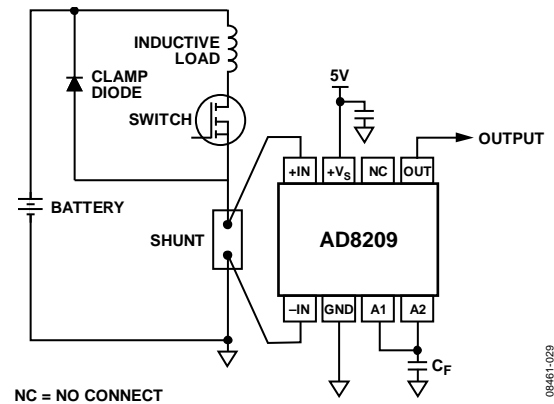 INDUCTIVE
LOAD
CLAMP
DIODE
SWITCH
5V
OUTPUT
+IN
+VS
NC
OUT
BATTERY
SHUNT
AD8209
–IN
GND
A1
A2
CF
NC = NO CONNECT
08461-029